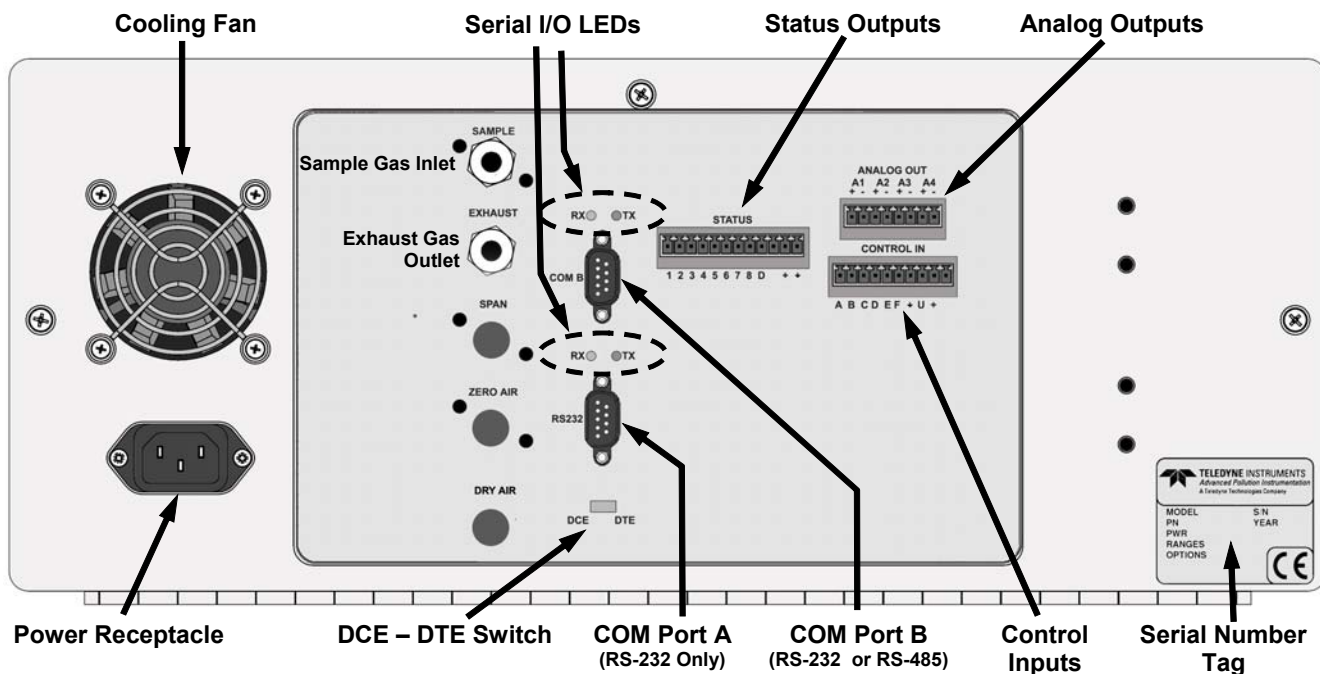 Cooling Fan
Serial I/O LEDs
Status Outputs
Analog Outputs
SAMPLE
Sample Gas Inlet
EXHAUST
Exhaust Gas
Outlet
SPAN
ZERO AIR
DRY AIR
RX TX
COM B
RX TX
RS232
DCE DTE
STATUS
1 2 3 4 5 6 7 8 D + +
ANALOG OUT
A1 A2 A3 A4
+ - + - + - + -
CONTROL IN
A B C D E F + U +
TELEDYNE INSTRUMENTS
Advanced Pollution Instrumentation
A Teledyne Technologies Company
MODEL S/N
PN YEAR
PWR
RANGES
OPTIONS
CE
Power Receptacle
DCE – DTE Switch
COM Port A
(RS-232 Only)
COM Port B
(RS-232 or RS-485)
Control
Inputs
Serial Number
Tag